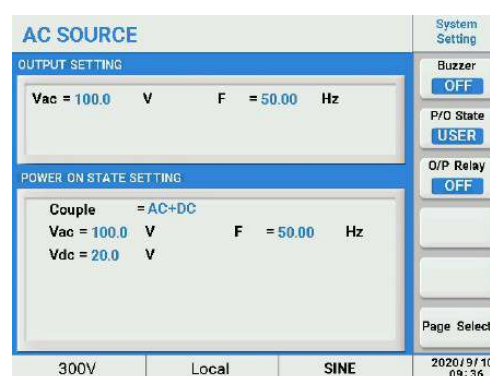 AC SOURCE
System
Setting
OUTPUT SETTING
Vac = 100.0 V F = 50.00 Hz
Buzzer
OFF
P/O State
USER
O/P Relay
OFF
POWER ON STATE SETTING
Couple = AC+DC
Vac = 100.0 V F = 50.00 Hz
Vdc = 20.0 V
Page Select
300V Local SINE
2020/9/10
09:36